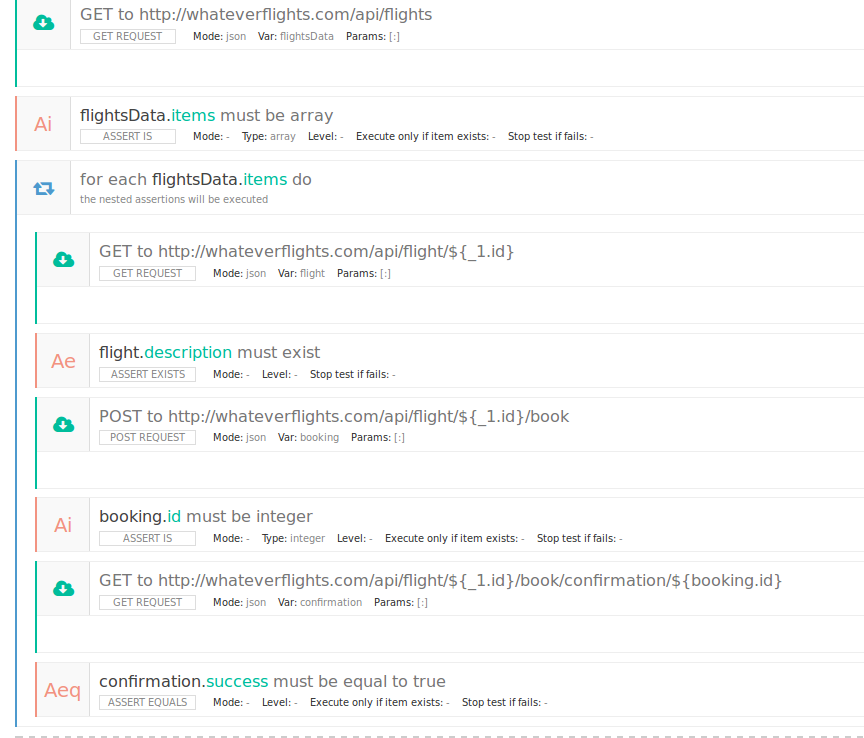 GET to http://whateverflights.com/api/flights
GET REQUEST Mode: json Var: flightsData Params: [:]
Ai
flightsData.items must be array
ASSERT IS Mode: - Type: array Level: - Execute only if item exists: - Stop test if fails: -
for each flightsData.items do
the nested assertions will be executed
GET to http://whateverflights.com/api/flight/${_1.id}
GET REQUEST Mode: json Var: flight Params: [:]
Ae
flight.description must exist
ASSERT EXISTS Mode: - Level: - Stop test if fails: -
POST to http://whateverflights.com/api/flight/${_1.id}/book
POST REQUEST Mode: json Var: booking Params: [:]
Ai
booking.id must be integer
ASSERT IS Mode: - Type: integer Level: - Execute only if item exists: - Stop test if fails: -
GET to http://whateverflights.com/api/flight/${_1.id}/book/confirmation/${booking.id}
GET REQUEST Mode: json Var: confirmation Params: [:]
Aeq
confirmation.success must be equal to true
ASSERT EQUALS Mode: - Level: - Execute only if item exists: - Stop test if fails: -